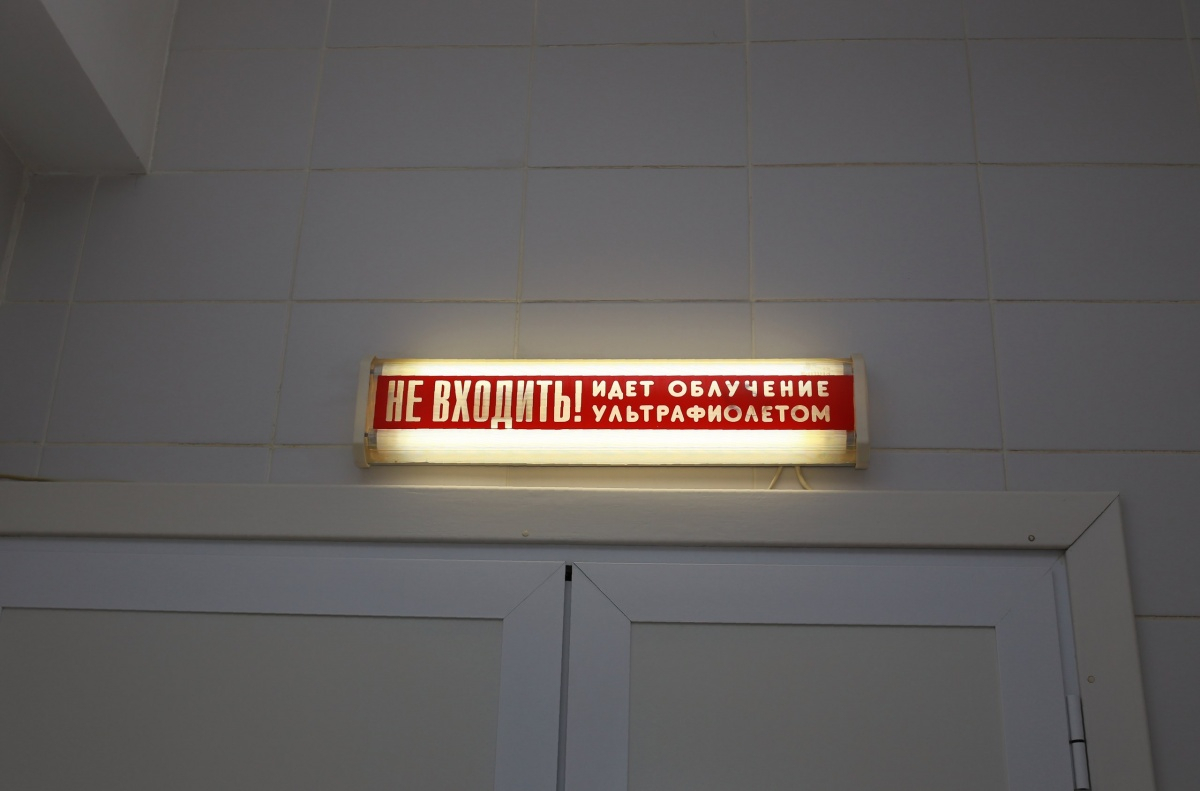 НЕ ВХОДИТЬ!
ИДЕТ ОБЛУЧЕНИЕ
УЛЬТРАФИОЛЕТОМ